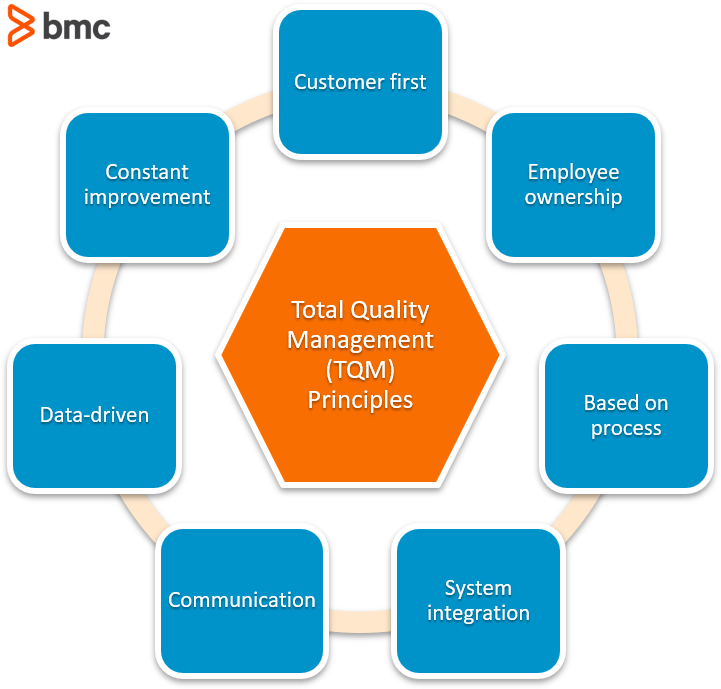 bmc
Customer first
Employee
ownership
Based on
process
System
integration
Communication
Data-driven
Constant
improvement
Total Quality
Management
(TQM)
Principles